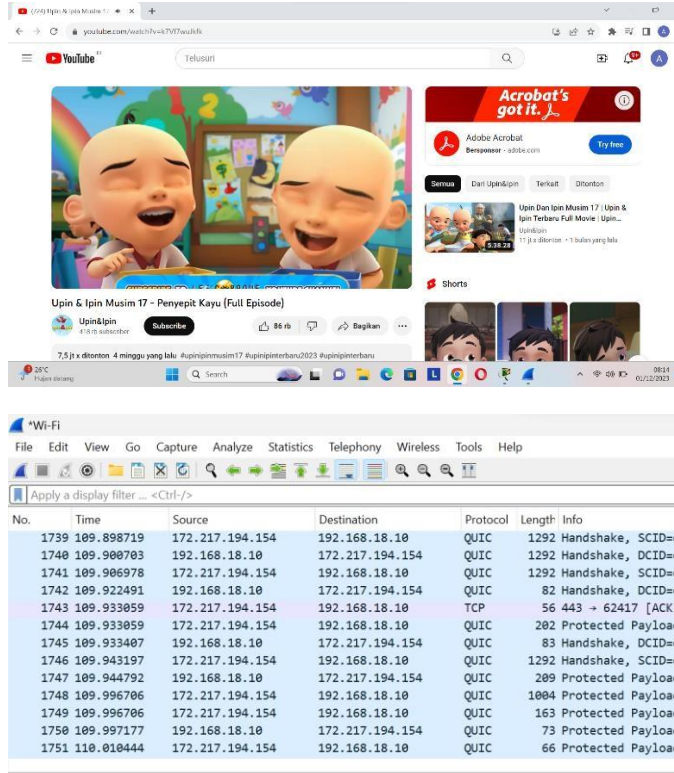 YouTube
Telusuri
9+
A
Acrobat's
got it.
Adobe Acrobat
Bersponsor · adobe.com
Try free
Semua
Dari Upin&Ipin
Terkait
Ditonton
Upin Dan Ipin Musim 17 | Upin &
Ipin Terbaru Full Movie | Upin...
Upin&Ipin
11 jt x ditonton • 1 bulan yang lalu
5.38.28
Shorts
Upin & Ipin Musim 17 - Penyepit Kayu (Full Episode)
Upin&Ipin
Subscribe
86 rb
Bagikan
7,5 jt x ditonton 4 minggu yang lalu #upinipinmusim17 #upinipinterbaru2023 #upinipinterbaru
26°C
Hujan datang
Search
08:14
01/12/2023
*Wi-Fi
File Edit View Go Capture Analyze Statistics Telephony Wireless Tools Help
Apply a display filter ... <Ctrl-/>
No. Time Source Destination Protocol Length Info
1739 109.898719 172.217.194.154 192.168.18.10 QUIC 1292 Handshake, SCID=
1740 109.900703 192.168.18.10 172.217.194.154 QUIC 1292 Handshake, DCID=
1741 109.906978 172.217.194.154 192.168.18.10 QUIC 1292 Handshake, SCID=
1742 109.922491 192.168.18.10 172.217.194.154 QUIC 82 Handshake, DCID=
1743 109.933059 172.217.194.154 192.168.18.10 TCP 56 443 → 62417 [ACK
1744 109.933059 172.217.194.154 192.168.18.10 QUIC 202 Protected Payloa
1745 109.933407 192.168.18.10 172.217.194.154 QUIC 83 Handshake, DCID=
1746 109.943197 172.217.194.154 192.168.18.10 QUIC 1292 Handshake, SCID=
1747 109.944792 192.168.18.10 172.217.194.154 QUIC 209 Protected Payloa
1748 109.996706 172.217.194.154 192.168.18.10 QUIC 1004 Protected Payloa
1749 109.996706 172.217.194.154 192.168.18.10 QUIC 163 Protected Payloa
1750 109.997177 192.168.18.10 172.217.194.154 QUIC 73 Protected Payloa
1751 110.010444 172.217.194.154 192.168.18.10 QUIC 66 Protected Payloa